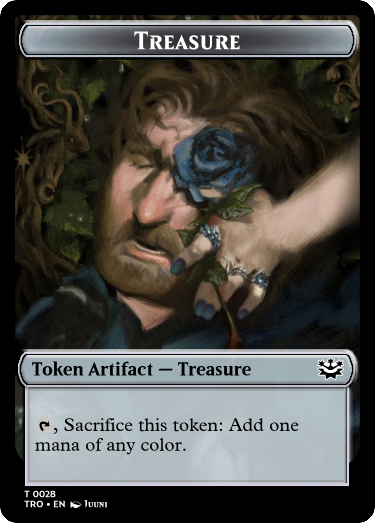 Treasure
Token Artifact — Treasure
, Sacrifice this token: Add one
mana of any color.
T 0028
TRO • EN Juuni